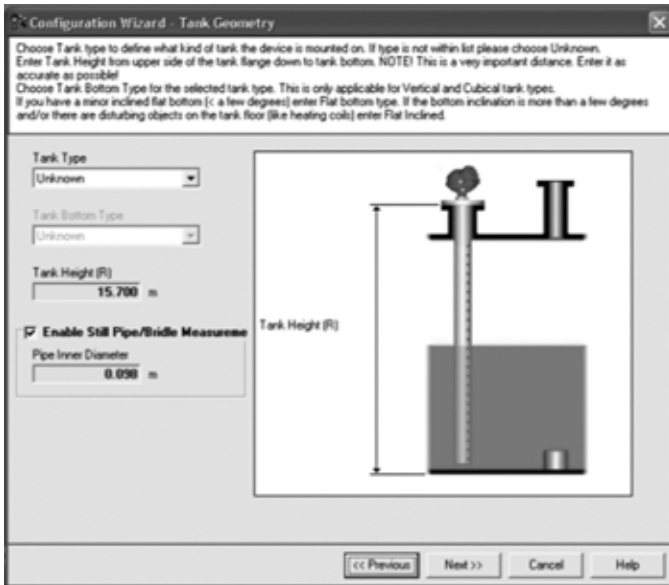 Configuration Wizard - Tank Geometry
Choose Tank type to define what kind of tank the device is mounted on. If type is not within list please choose Unknown.
Enter Tank Height from upper side of the tank flange down to tank bottom. NOTE! This is a very important distance. Enter it as
accurate as possible!
Choose Tank Bottom Type for the selected tank type. This is only applicable for Vertical and Cubical tank types.
If you have a minor inclined flat bottom (< a few degrees) enter Flat bottom type. If the bottom inclination is more than a few degrees
and/or there are disturbing objects on the tank floor (like heating coils) enter Flat Inclined.
Tank Type
Unknown
Tank Bottom Type
Unknown
Tank Height (R)
15.700 m
Enable Still Pipe/Bridle Measureme
Pipe Inner Diameter
0.098 m
Tank Height (R)
<< Previous
Next >>
Cancel
Help